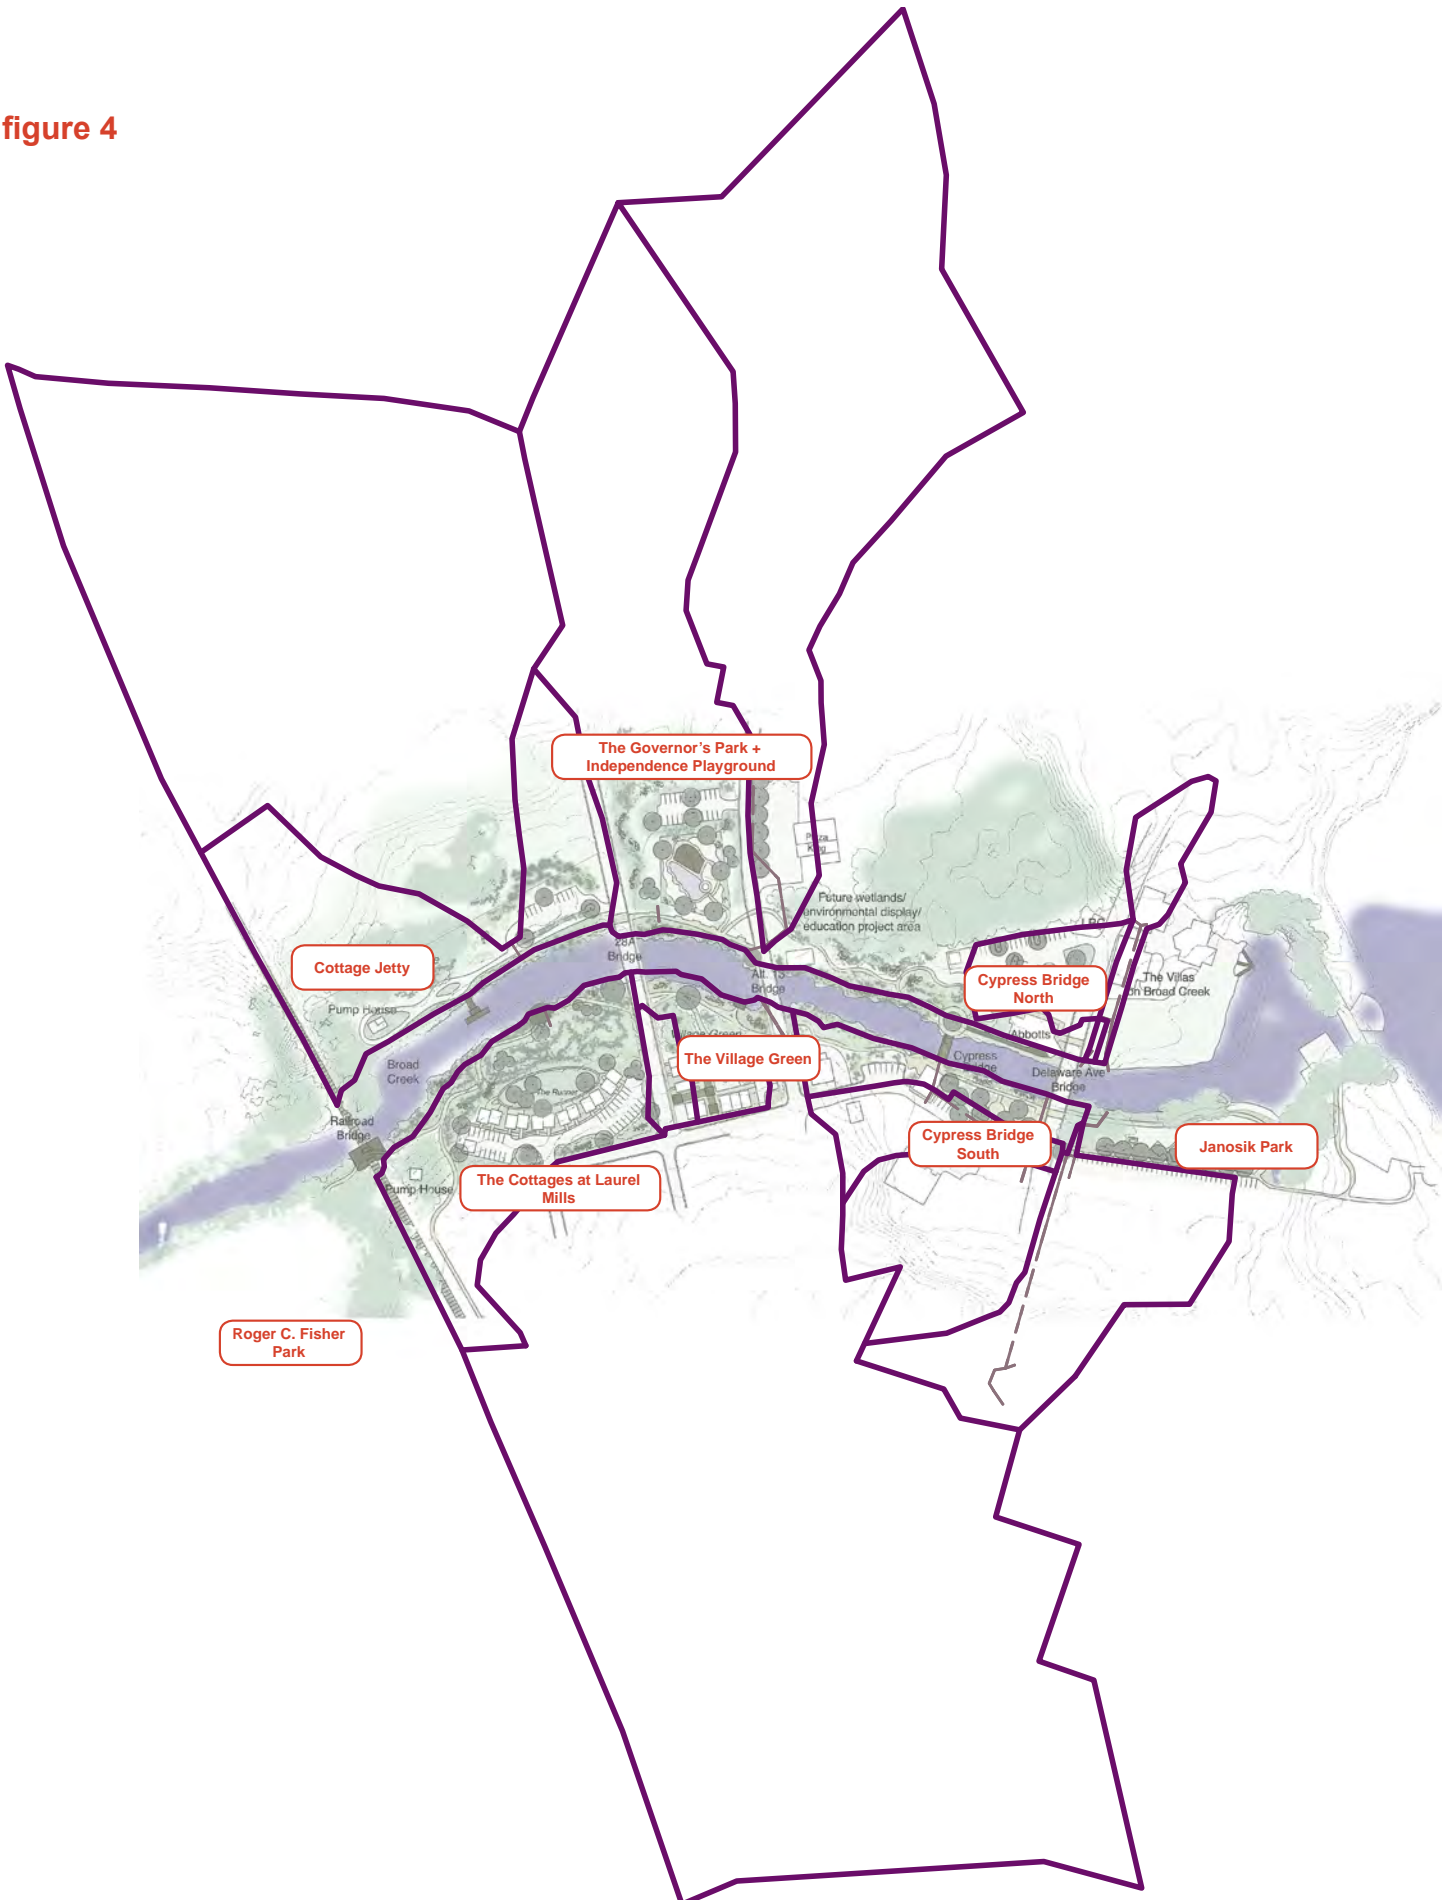 figure 4
The Governor's Park +
Independence Playground
Future wetlands/
environmental display/
education project area
28A
Bridge
Alt. 13
Bridge
Cottage Jetty
Pump House
Broad
Creek
Railroad
Bridge
Pump House
Village Green
The Village Green
The Cottages at Laurel
Mills
Cypress Bridge
North
The Villas
on Broad Creek
Abbotts
Cypress
Bridge
Delaware Ave
Bridge
Cypress Bridge
South
Janosik Park
Roger C. Fisher
Park